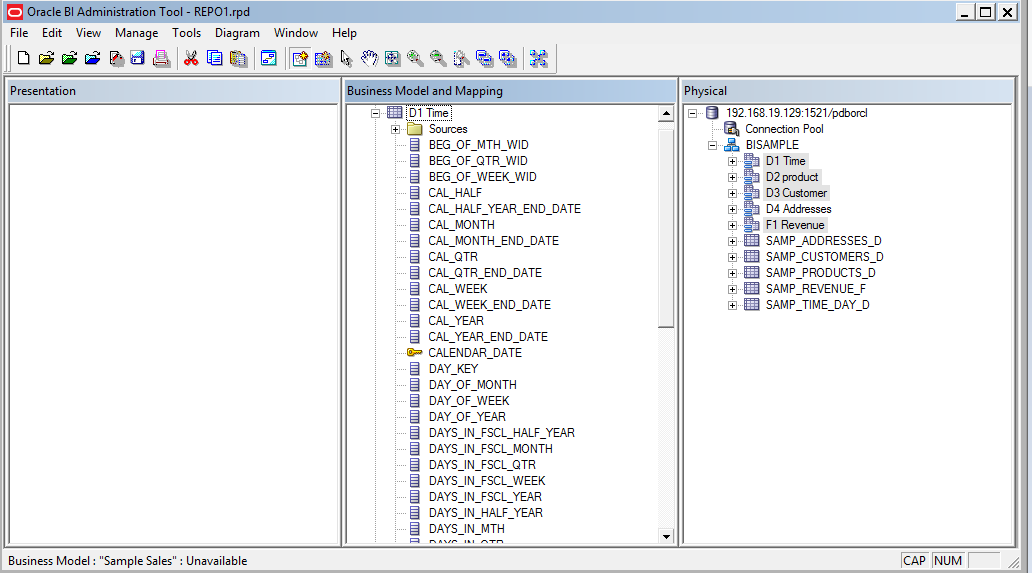 Oracle BI Administration Tool - REPO1.rpd
File Edit View Manage Tools Diagram Window Help
Presentation
Business Model and Mapping
D1 Time
Sources
BEG_OF_MTH_WID
BEG_OF_QTR_WID
BEG_OF_WEEK_WID
CAL_HALF
CAL_HALF_YEAR_END_DATE
CAL_MONTH
CAL_MONTH_END_DATE
CAL_QTR
CAL_QTR_END_DATE
CAL_WEEK
CAL_WEEK_END_DATE
CAL_YEAR
CAL_YEAR_END_DATE
CALENDAR_DATE
DAY_KEY
DAY_OF_MONTH
DAY_OF_WEEK
DAY_OF_YEAR
DAYS_IN_FSCL_HALF_YEAR
DAYS_IN_FSCL_MONTH
DAYS_IN_FSCL_QTR
DAYS_IN_FSCL_WEEK
DAYS_IN_FSCL_YEAR
DAYS_IN_HALF_YEAR
DAYS_IN_MTH
Physical
192.168.19.129:1521/pdborcl
Connection Pool
BISAMPLE
D1 Time
D2 product
D3 Customer
D4 Addresses
F1 Revenue
SAMP_ADDRESSES_D
SAMP_CUSTOMERS_D
SAMP_PRODUCTS_D
SAMP_REVENUE_F
SAMP_TIME_DAY_D
Business Model : "Sample Sales" : Unavailable
CAP NUM